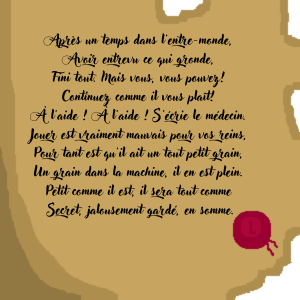 Après un temps dans l'entre-monde,
Avoir entrevu ce qui gronde,
Fini tout. Mais vous, vous pouvez!
Continuez comme il vous plait!
À l'aide ! À l'aide ! S'écrie le médecin.
Jouer est vraiment mauvais pour vos reins,
Pour tant est qu'il ait un tout petit grain,
Un grain dans la machine, il en est plein.
Petit comme il est, il sera tout comme
Secret, jalousement gardé, en somme.